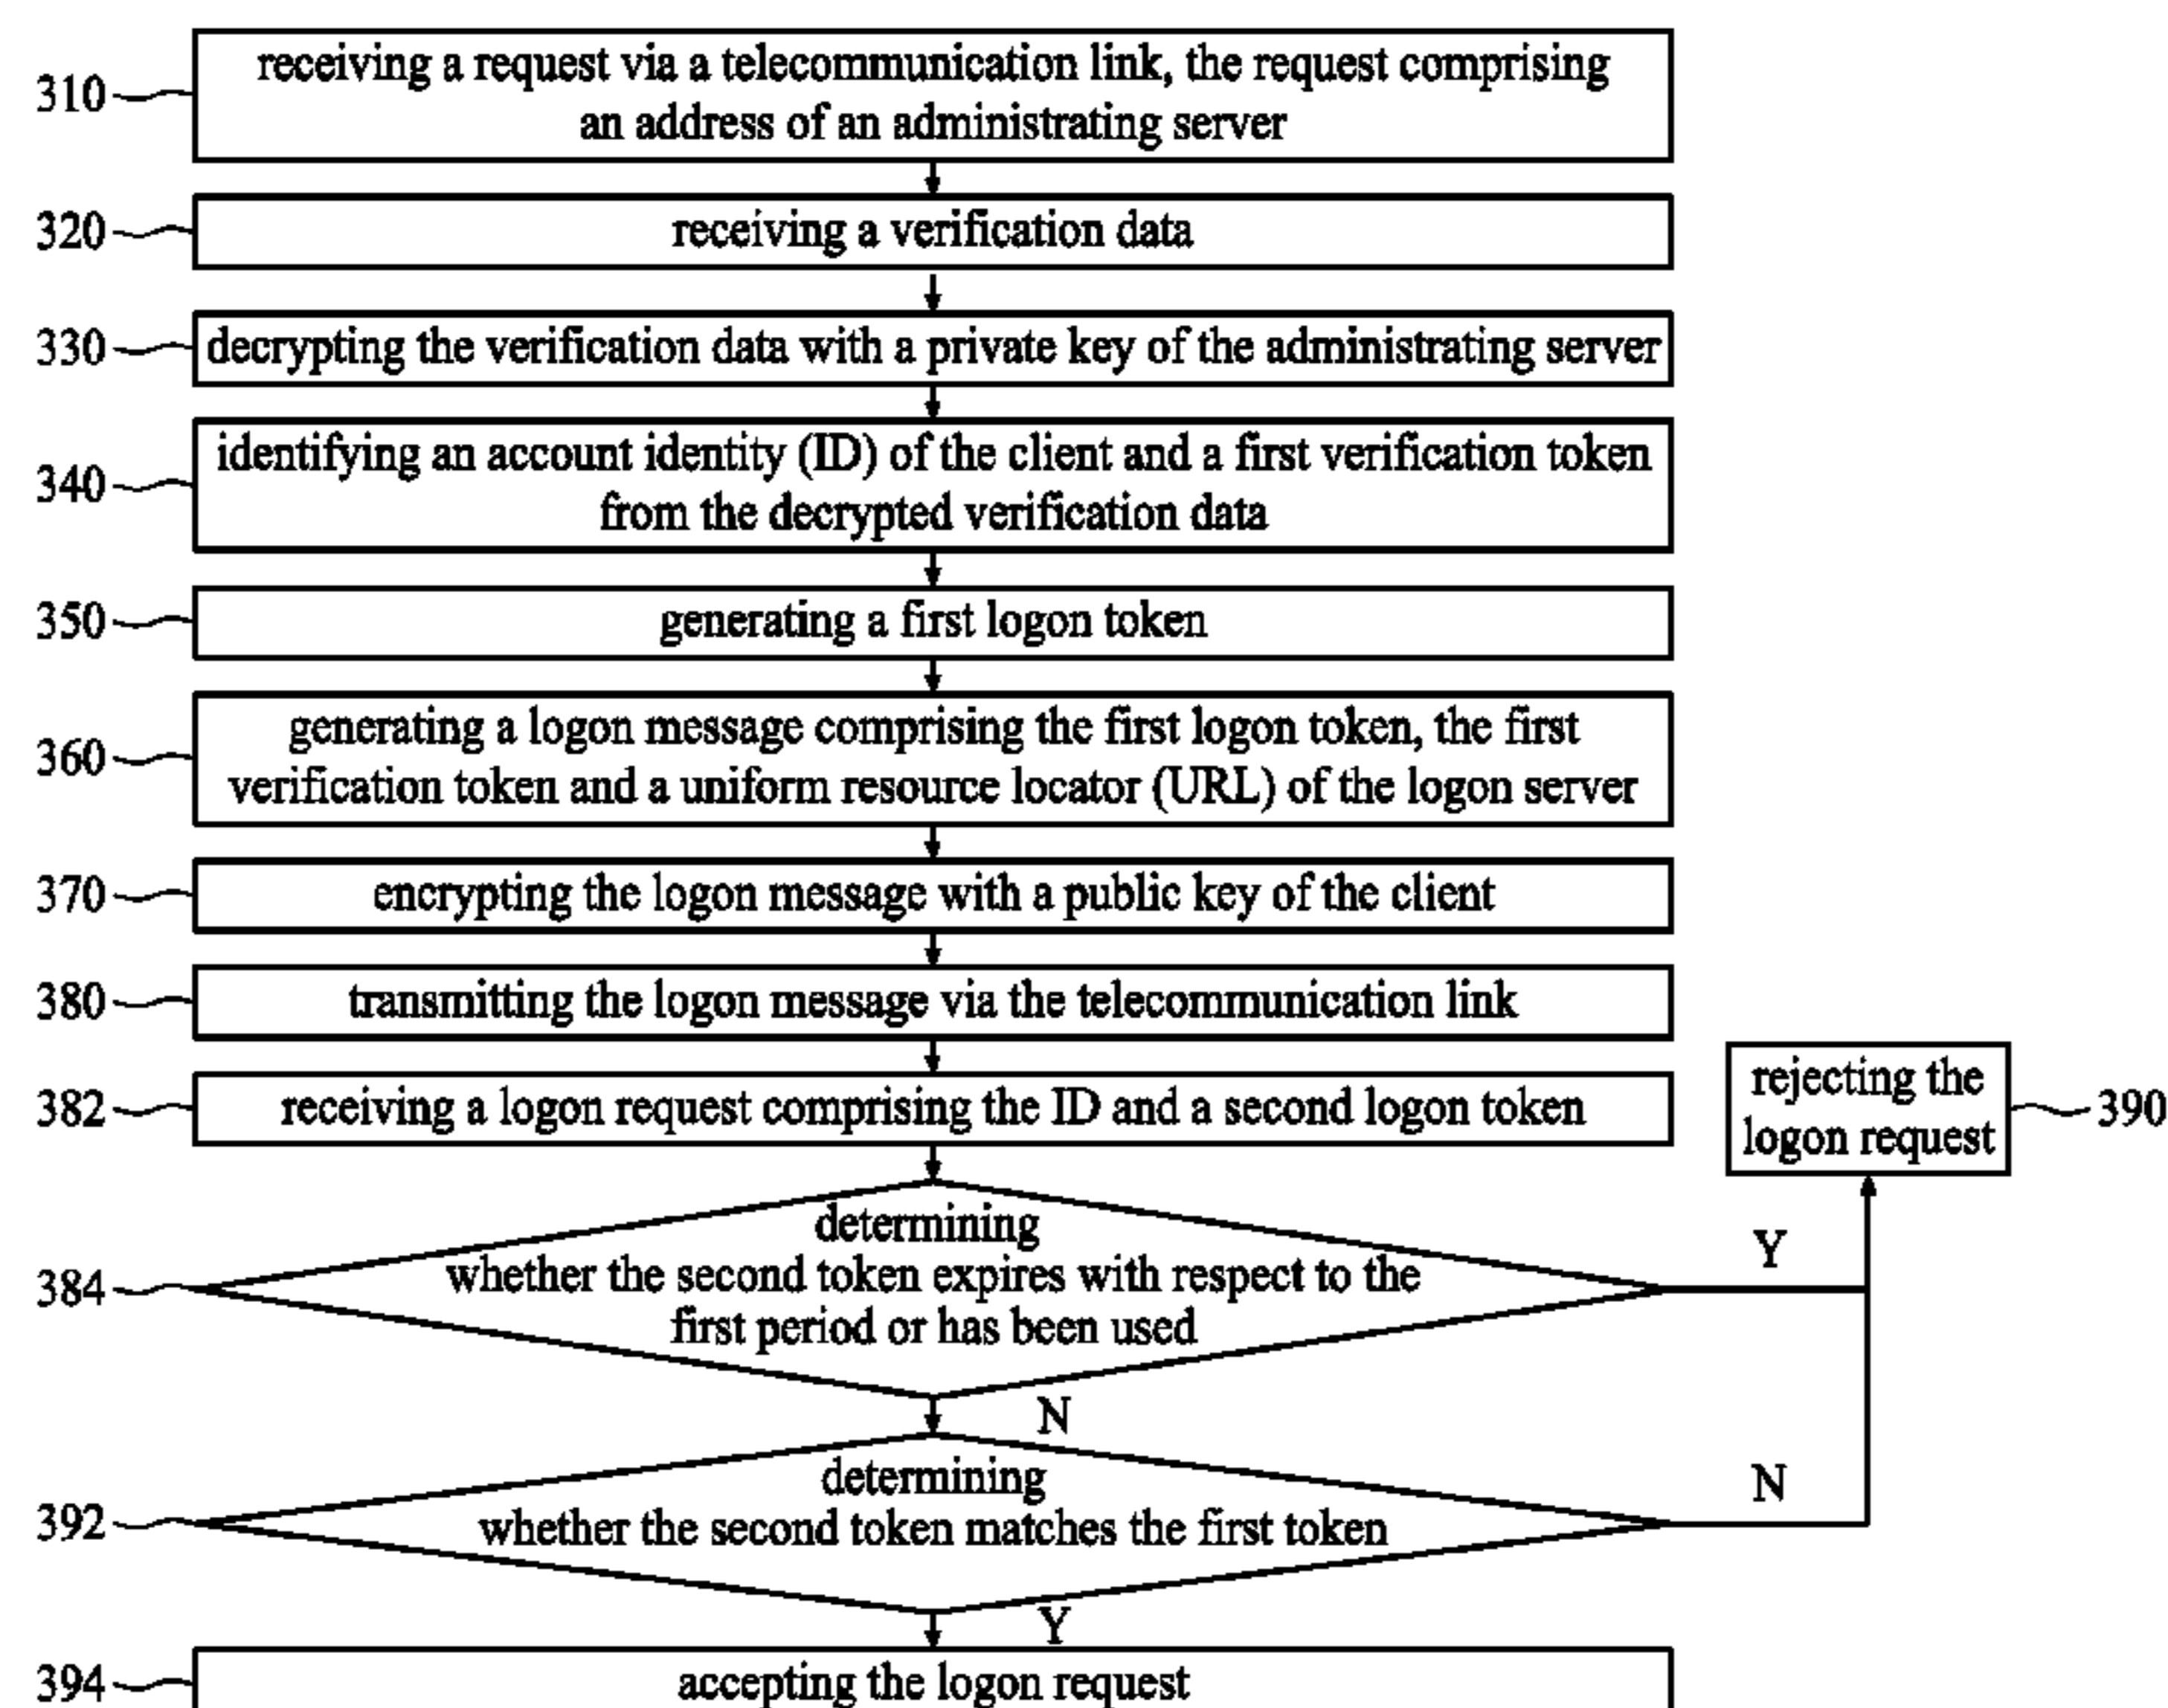 310 receiving a request via a telecommunication link, the request comprising
an address of an administrating server
320 receiving a verification data
330 decrypting the verification data with a private key of the administrating server
340 identifying an account identity (ID) of the client and a first verification token
from the decrypted verification data
350 generating a first logon token
360 generating a logon message comprising the first logon token, the first
verification token and a uniform resource locator (URL) of the logon server
370 encrypting the logon message with a public key of the client
380 transmitting the logon message via the telecommunication link
382 receiving a logon request comprising the ID and a second logon token
rejecting the
logon request
390
384 determining
whether the second token expires with respect to the
first period or has been used
Y
N
392 determining
whether the second token matches the first token
N
Y
394 accepting the logon request